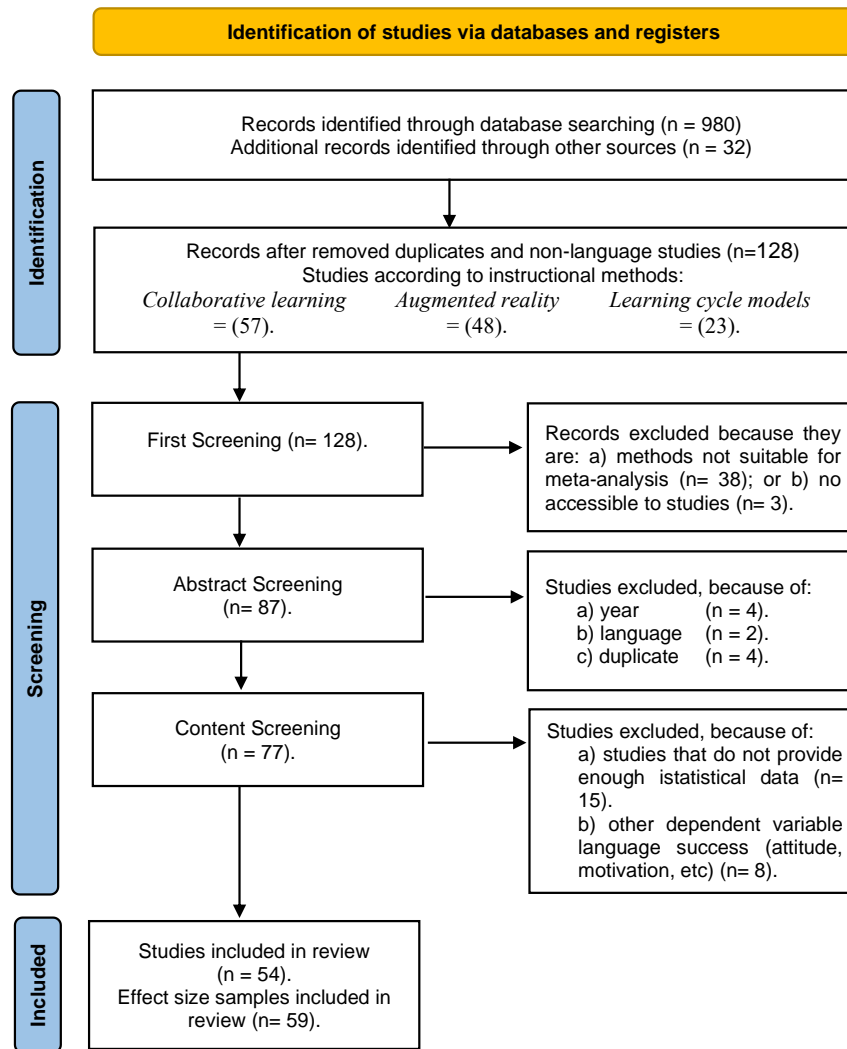 Identification of studies via databases and registers
Identification
Records identified through database searching (n = 980)
Additional records identified through other sources (n = 32)
Records after removed duplicates and non-language studies (n=128)
Studies according to instructional methods:
Collaborative learning Augmented reality Learning cycle models
= (57). = (48). = (23).
Screening
First Screening (n= 128).
Records excluded because they
are: a) methods not suitable for
meta-analysis (n= 38); or b) no
accessible to studies (n= 3).
Abstract Screening
(n= 87).
Studies excluded, because of:
a) year (n = 4).
b) language (n = 2).
c) duplicate (n = 4).
Content Screening
(n = 77).
Studies excluded, because of:
a) studies that do not provide
enough istatistical data (n=
15).
b) other dependent variable
language success (attitude,
motivation, etc) (n= 8).
Included
Studies included in review
(n = 54).
Effect size samples included in
review (n= 59).